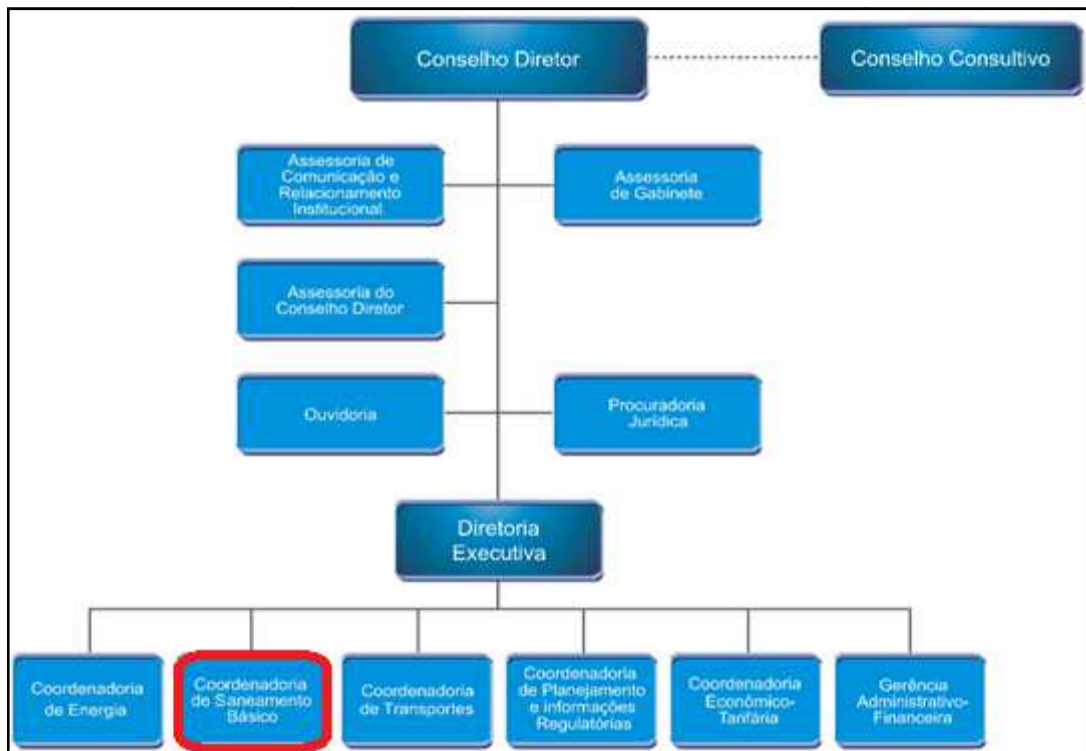 Conselho Diretor
Conselho Consultivo
Assessoria de
Comunicação e
Relacionamento
Institucional
Assessoria
de Gabinete
Assessoria do
Conselho Diretor
Ouvidoria
Procuradoria
Jurídica
Diretoria
Executiva
Coordenadoria
de Energia
Coordenadoria
de Saneamento
Básico
Coordenadoria
de Transportes
Coordenadoria
de Planejamento
e Informações
Regulatórias
Coordenadoria
Econômico-
Tarifária
Gerência
Administrativo-
Financeira